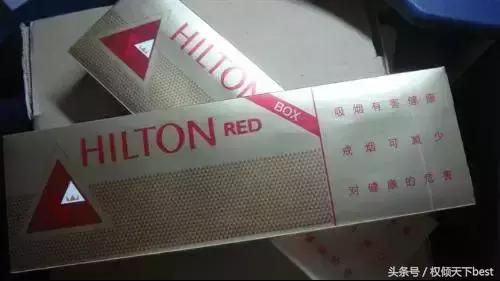 HILTON
BOX
HILTON RED
吸烟有害健康
戒烟可减少
对健康的危害
头条号 / 权倾天下best